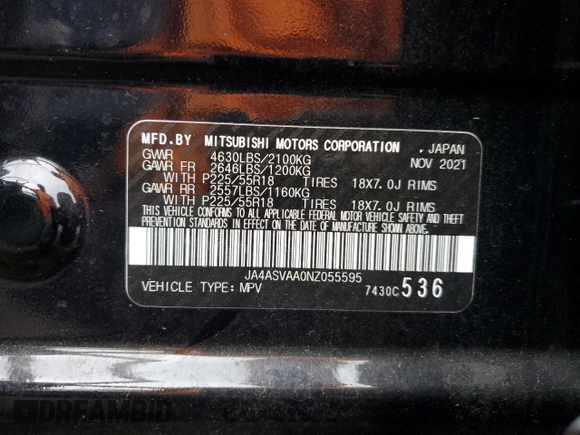 MFD.BY MITSUBISHI MOTORS CORPORATION .JAPAN
GVWR 4630LBS/2100KG NOV 2021
GAWR FR 2646LBS/1200KG
WITH P225/55R18 TIRES 18X7.0J RIMS
GAWR RR 2557LBS/1160KG
WITH P225/55R18 TIRES 18X7.0J RIMS
THIS VEHICLE CONFORMS TO ALL APPLICABLE FEDERAL MOTOR VEHICLE SAFETY AND THEFT
PREVENTION STANDARDS IN EFFECT ON THE DATE OF MANUFACTURE SHOWN ABOVE.
JA4ASVAA0NZ055595
VEHICLE TYPE:MPV 7430C536
DREAMBID